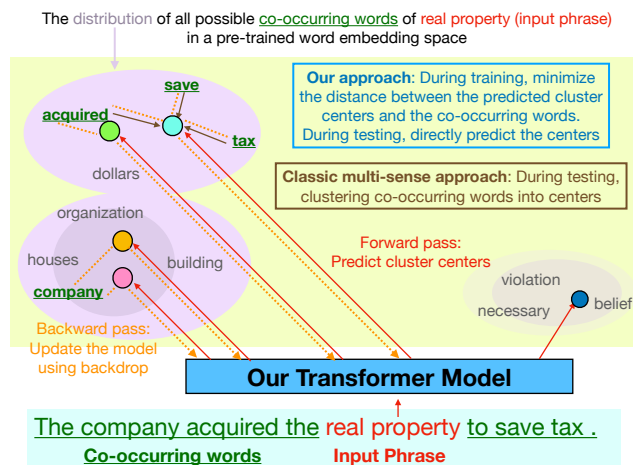 The distribution of all possible co-occurring words of real property (input phrase)
in a pre-trained word embedding space
save
acquired
tax
dollars
Our approach: During training, minimize
the distance between the predicted cluster
centers and the co-occurring words.
During testing, directly predict the centers
Classic multi-sense approach: During testing,
clustering co-occurring words into centers
organization
houses
building
company
Forward pass:
Predict cluster centers
violation
belief
necessary
Backward pass:
Update the model
using backdrop
Our Transformer Model
The company acquired the real property to save tax .
Co-occurring words Input Phrase